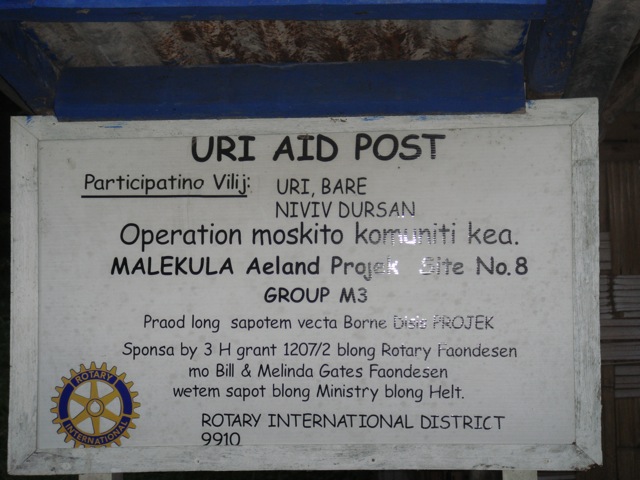 URI AID POST
Participatino Vilij: URI, BARE
NIVIV DURSAN
Operation moskito komuniti kea.
MALEKULA Aeland Projek Site No.8
GROUP M3
Praod long sapotem vecta Borne Disis PROJEK
Sponsa by 3 H grant 1207/2 blong Rotary Faondesen
mo Bill & Melinda Gates Faondesen
wetem sapot blong Ministry blong Helt.
ROTARY INTERNATIONAL DISTRICT
9910
ROTARY
INTERNATIONAL